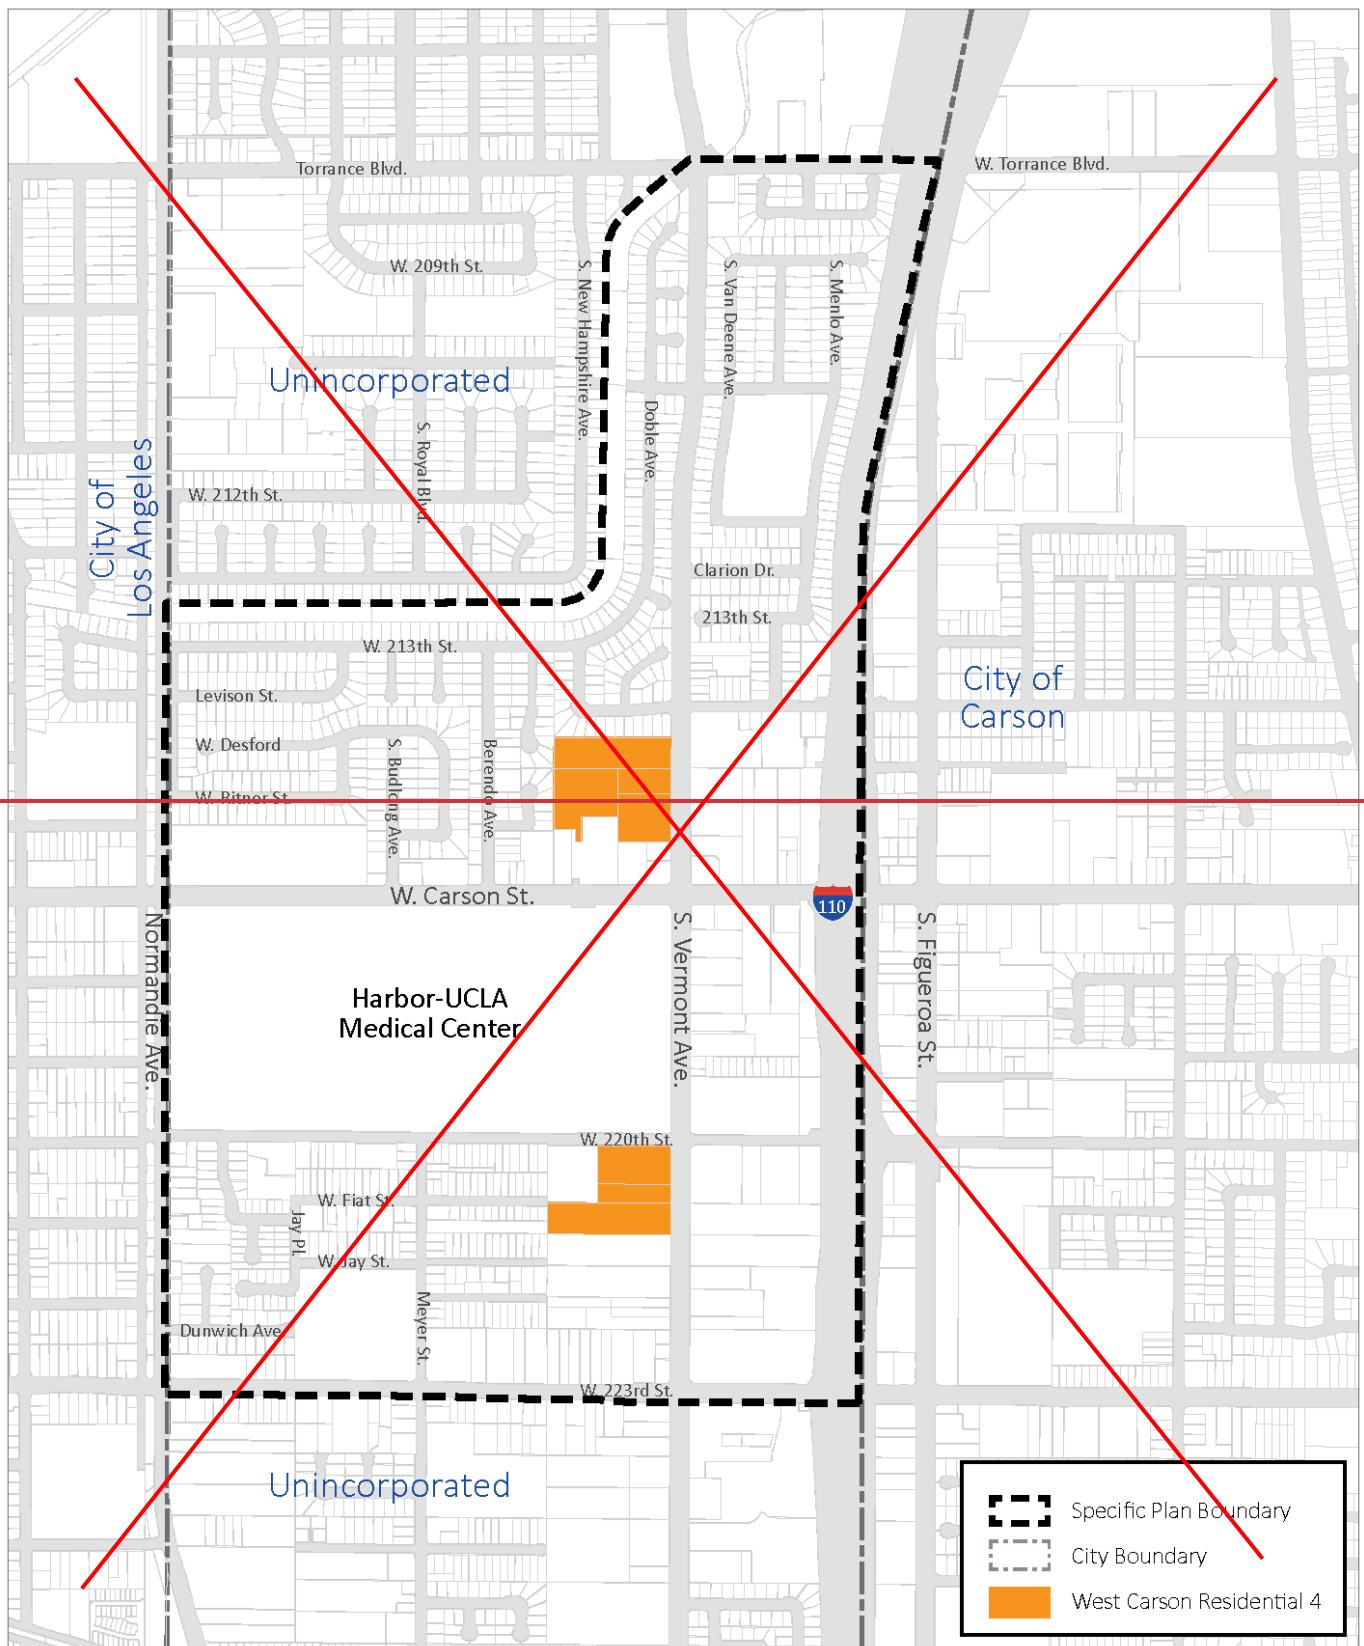 Torrance Blvd.
W. Torrance Blvd.
W. 209th St.
S. New Hampshire Ave.
S. Van Deene Ave.
S. Menlo Ave.
Unincorporated
Doble Ave.
S. Royal Blvd.
City of
Los Angeles
W. 212th St.
Clarion Dr.
213th St.
W. 213th St.
City of
Carson
Levison St.
W. Desford
S. Budlong Ave.
Berendo Ave.
W. Ritner St.
W. Carson St.
110
Normandie Ave.
S. Vermont Ave.
S. Figueroa St.
Harbor-UCLA
Medical Center
W. 220th St.
W. Fiat St.
Jay Pl.
W. Jay St.
Meyer St.
Dunwich Ave
W. 223rd St.
Unincorporated
Specific Plan Boundary
City Boundary
West Carson Residential 4